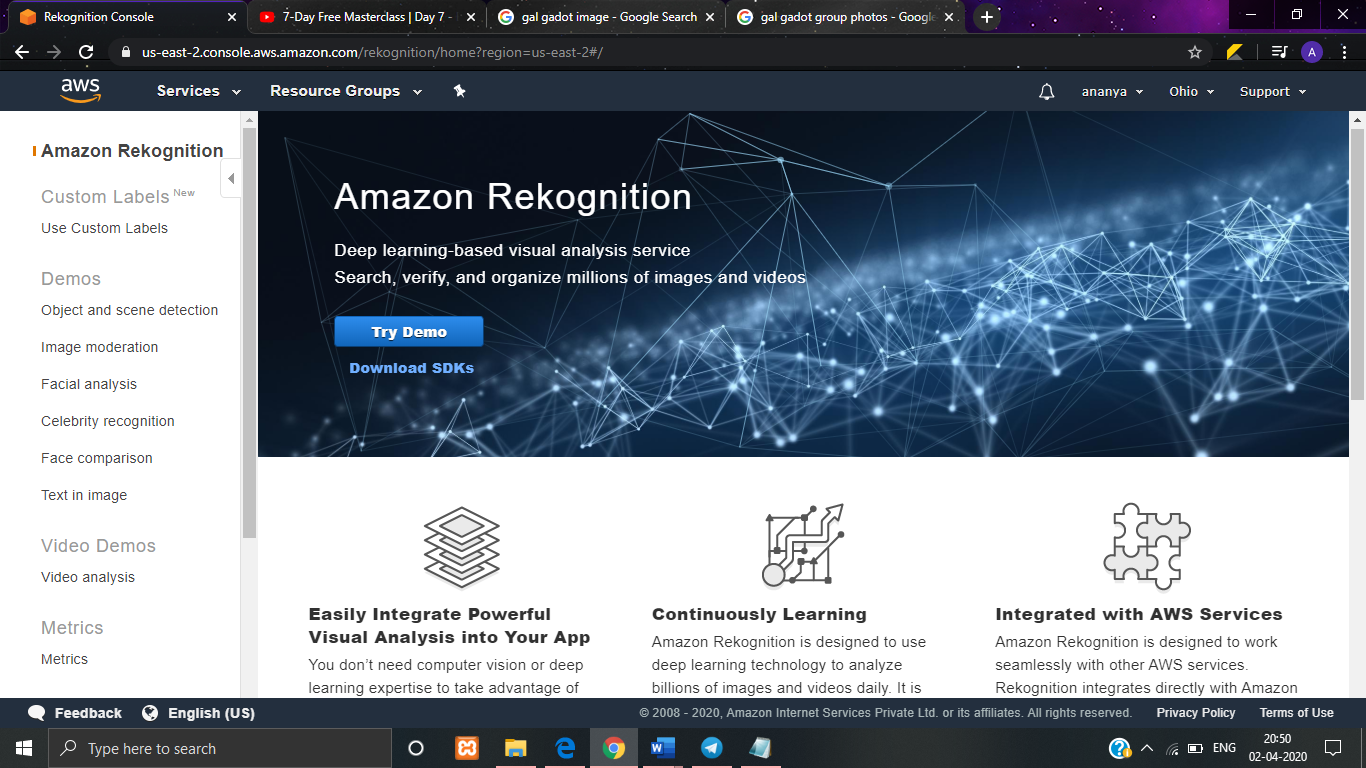 Rekognition Console
7-Day Free Masterclass | Day 7 -
gal gadot image - Google Search
gal gadot group photos - Google
us-east-2.console.aws.amazon.com/rekognition/home?region=us-east-2#/
A
aws
Services
Resource Groups
ananya
Ohio
Support
Amazon Rekognition
Custom Labels New
Use Custom Labels
Demos
Object and scene detection
Image moderation
Facial analysis
Celebrity recognition
Face comparison
Text in image
Video Demos
Video analysis
Metrics
Metrics
Amazon Rekognition
Deep learning-based visual analysis service
Search, verify, and organize millions of images and videos
Try Demo
Download SDKs
Easily Integrate Powerful
Visual Analysis into Your App
You don’t need computer vision or deep
learning expertise to take advantage of
Continuously Learning
Amazon Rekognition is designed to use
deep learning technology to analyze
billions of images and videos daily. It is
Integrated with AWS Services
Amazon Rekognition is designed to work
seamlessly with other AWS services.
Rekognition integrates directly with Amazon
Feedback
English (US)
© 2008 - 2020, Amazon Internet Services Private Ltd. or its affiliates. All rights reserved.
Privacy Policy
Terms of Use
Type here to search
ENG
20:50
02-04-2020